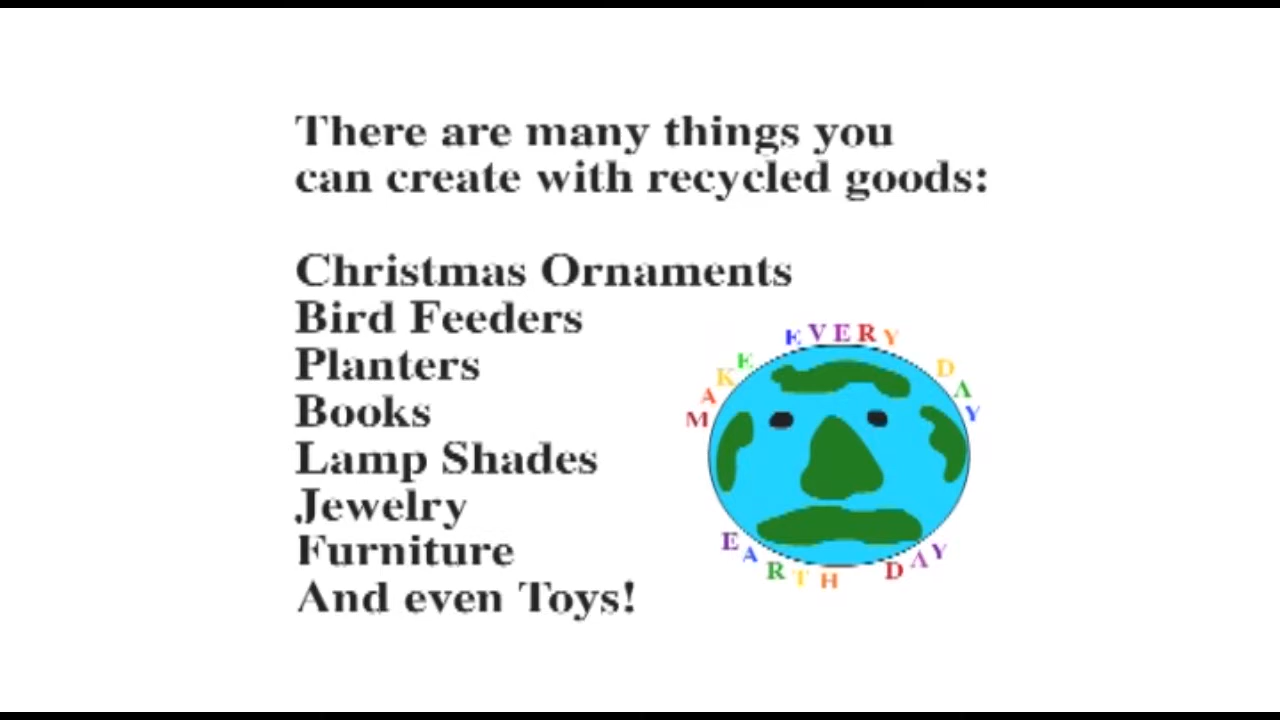 There are many things you
can create with recycled goods:
Christmas Ornaments
Bird Feeders
Planters
Books
Lamp Shades
Jewelry
Furniture
And even Toys!
MAKE EVERY DAY
EARTH DAY